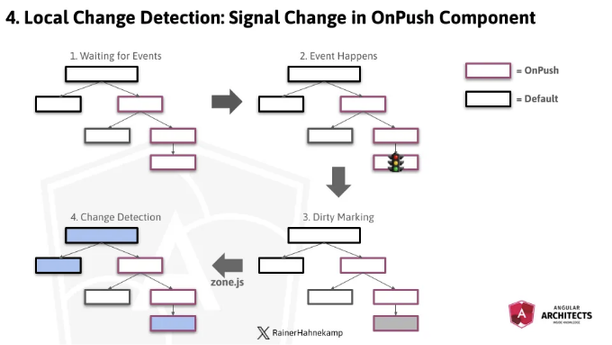 4. Local Change Detection: Signal Change in OnPush Component
1. Waiting for Events
2. Event Happens
= OnPush
= Default
4. Change Detection
3. Dirty Marking
zone.js
X RainerHahnekamp
ANGULAR
ARCHITECTS
INSIDE KNOWLEDGE